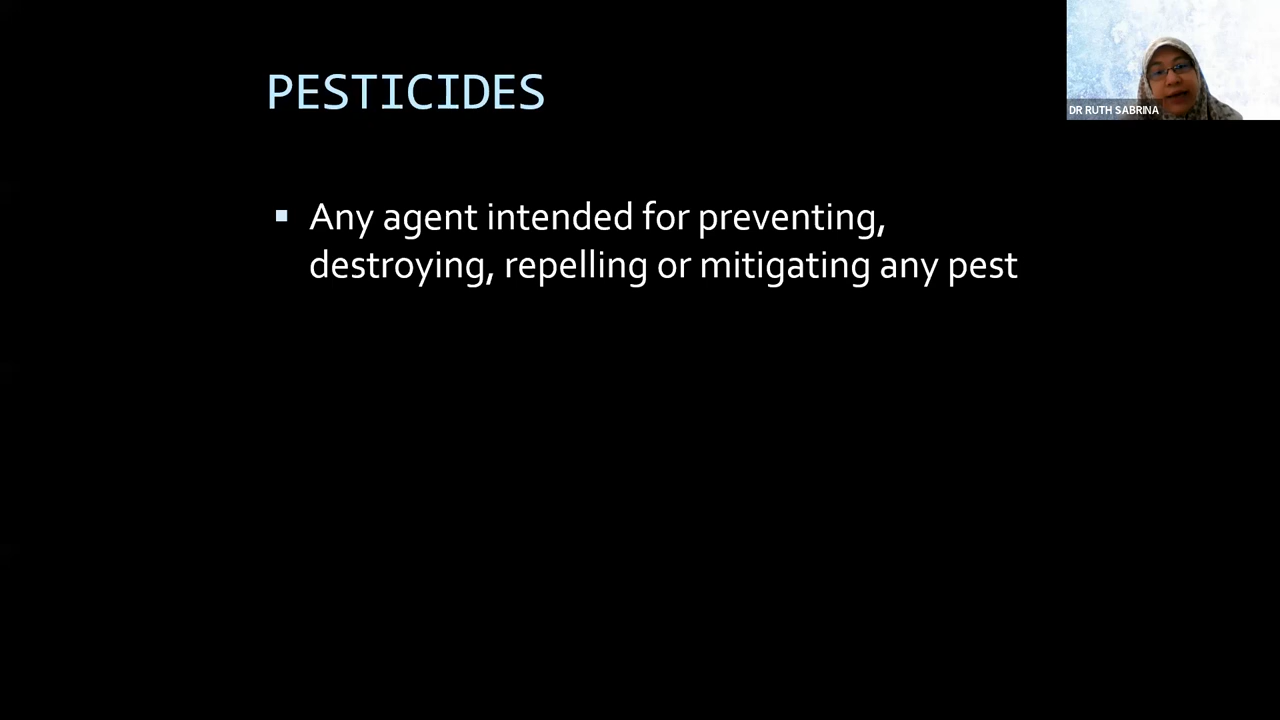 PESTICIDES
DR RUTH SABRINA
▪ Any agent intended for preventing,
destroying, repelling or mitigating any pest